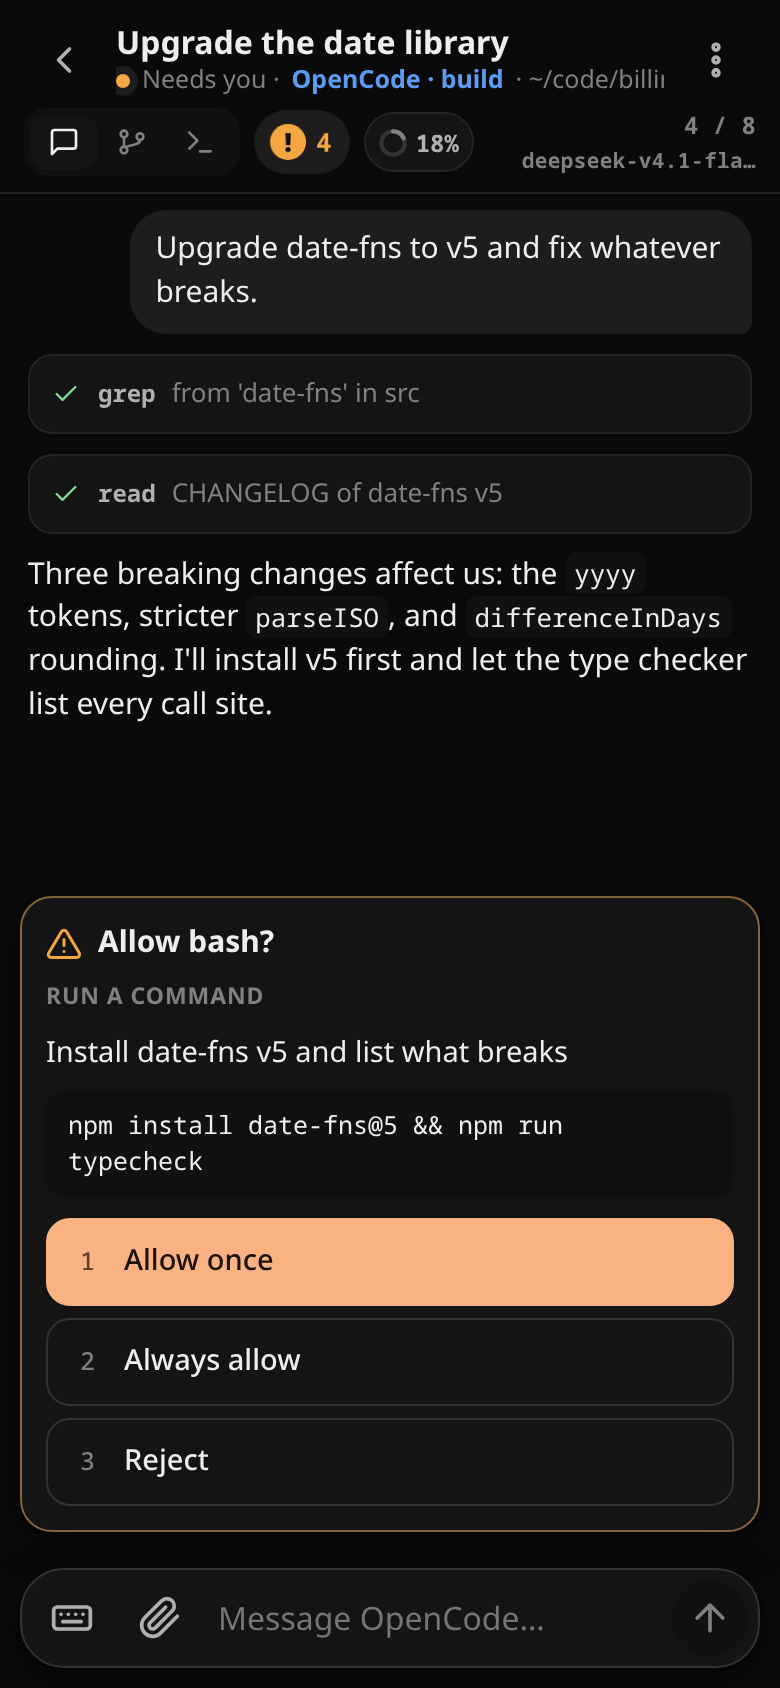 Upgrade the date library
Needs you · OpenCode · build · ~/code/billin
! 4
18%
4 / 8
deepseek-v4.1-fla…
Upgrade date-fns to v5 and fix whatever
breaks.
grep from 'date-fns' in src
read CHANGELOG of date-fns v5
Three breaking changes affect us: the yyyy
tokens, stricter parseISO, and differenceInDays
rounding. I'll install v5 first and let the type checker
list every call site.
Allow bash?
RUN A COMMAND
Install date-fns v5 and list what breaks
npm install date-fns@5 && npm run
typecheck
1 Allow once
2 Always allow
3 Reject
Message OpenCode…